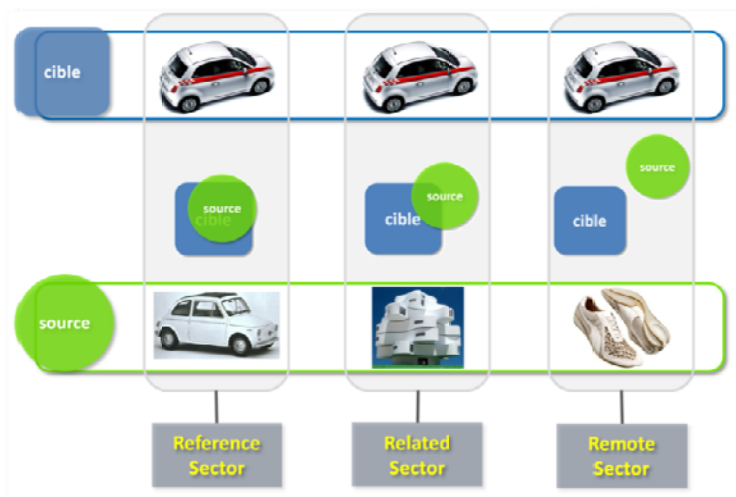 cible
source
cible
cible
source
cible
source
source
Reference
Sector
Related
Sector
Remote
Sector